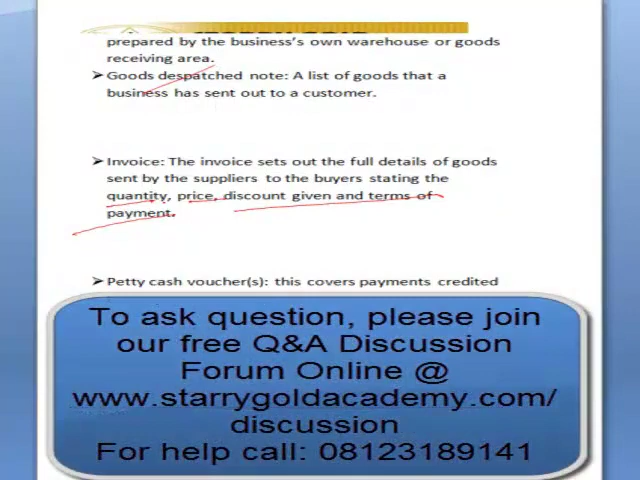 prepared by the business's own warehouse or goods
receiving area.
➢ Goods despatched note: A list of goods that a
business has sent out to a customer.
➢ Invoice: The invoice sets out the full details of goods
sent by the suppliers to the buyers stating the
quantity, price, discount given and terms of
payment.
➢ Petty cash voucher(s): this covers payments credited
To ask question, please join
our free Q&A Discussion
Forum Online @
www.starrygoldacademy.com/
discussion
For help call: 08123189141